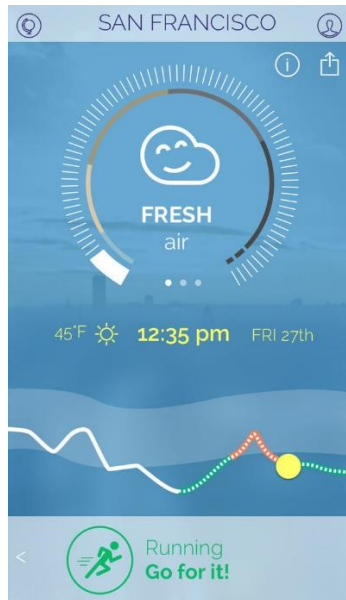 SAN FRANCISCO
FRESH
air
45°F 12:35 pm FRI 27th
Running
Go for it!